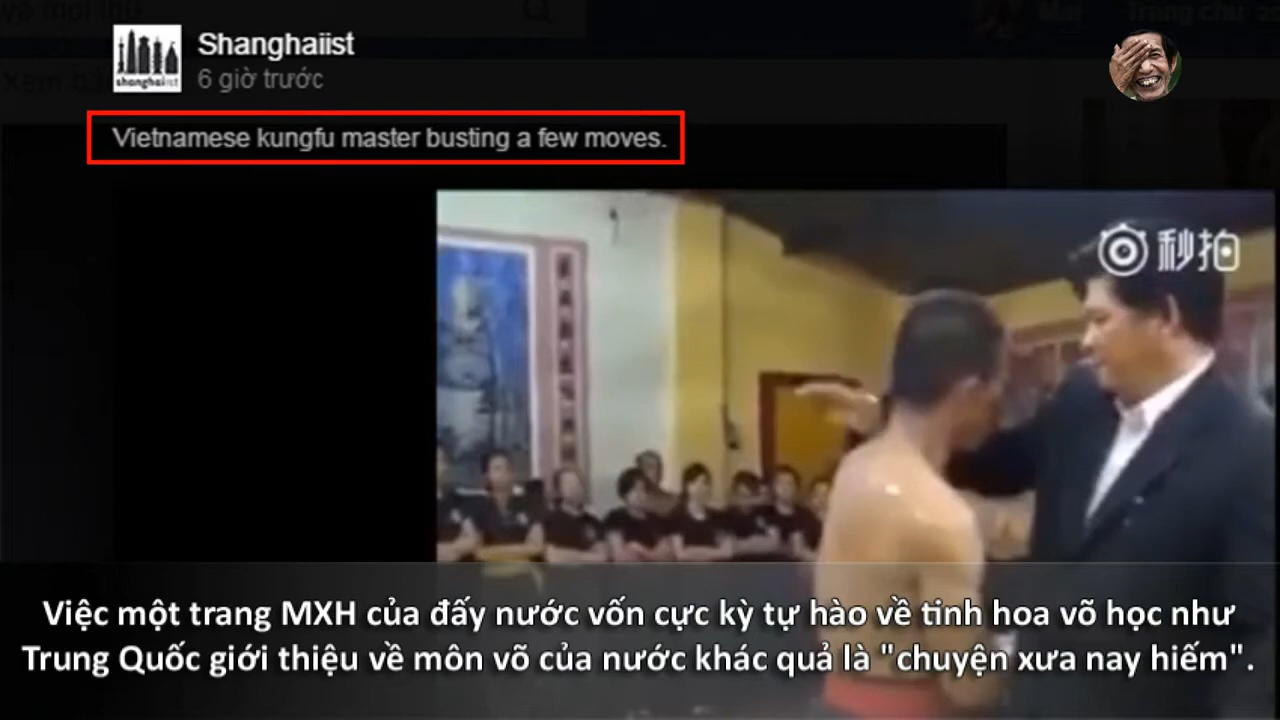 Shanghaiist
shanghaiist
6 giờ trước
Vietnamese kungfu master busting a few moves.
秒拍
Việc một trang MXH của đấy nước vốn cực kỳ tự hào về tinh hoa võ học như
Trung Quốc giới thiệu về môn võ của nước khác quả là "chuyện xưa nay hiếm".